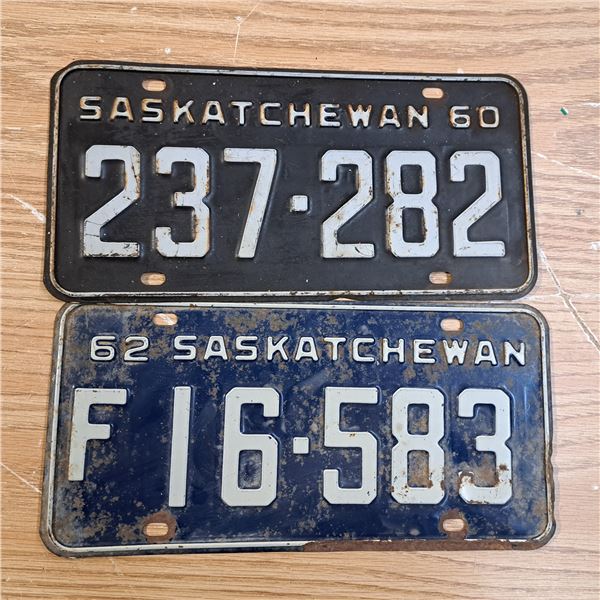 SASKATCHEWAN 60
237·282
62 SASKATCHEWAN
F 16·583